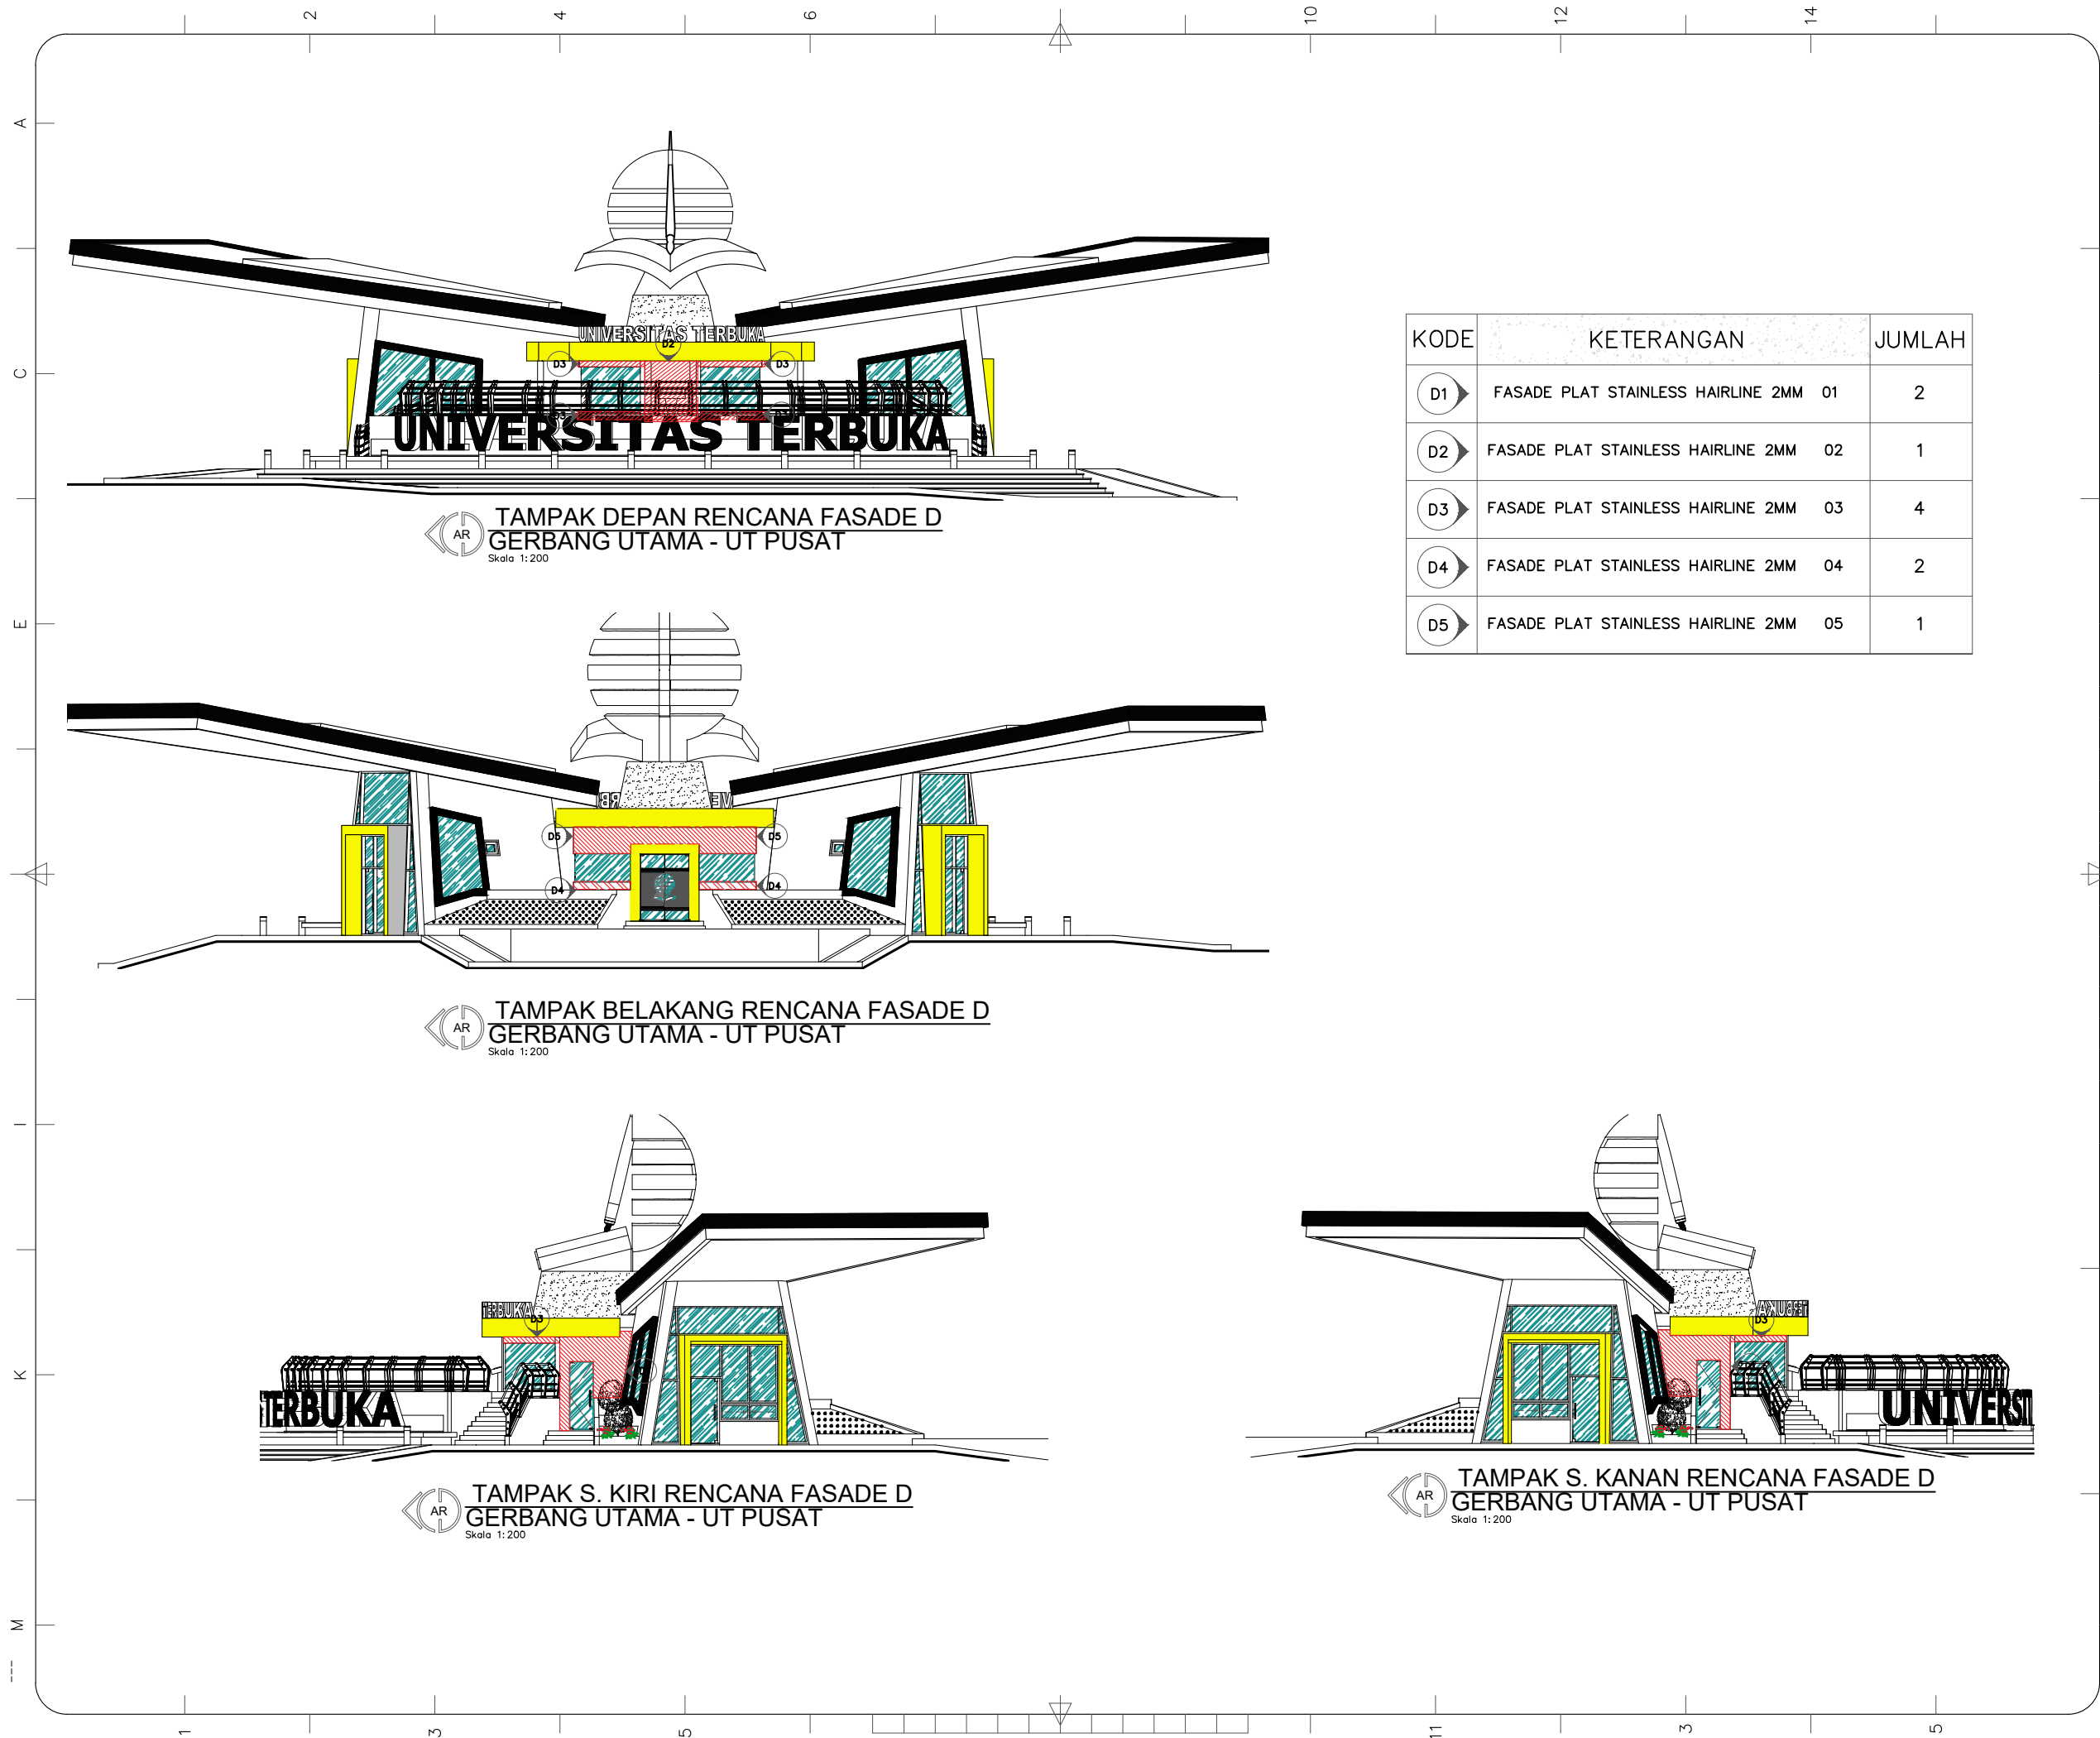 2
4
6
10
12
14
A
C
E
I
K
M
---
UNIVERSITAS TERBUKA
D2
D3
D3
UNIVERSITAS TERBUKA
AR
TAMPAK DEPAN RENCANA FASADE D
GERBANG UTAMA - UT PUSAT
Skala 1:200
KODE KETERANGAN JUMLAH
D1 FASADE PLAT STAINLESS HAIRLINE 2MM 01 2
D2 FASADE PLAT STAINLESS HAIRLINE 2MM 02 1
D3 FASADE PLAT STAINLESS HAIRLINE 2MM 03 4
D4 FASADE PLAT STAINLESS HAIRLINE 2MM 04 2
D5 FASADE PLAT STAINLESS HAIRLINE 2MM 05 1
RB VE
D5 D5
D4 D4
AR
TAMPAK BELAKANG RENCANA FASADE D
GERBANG UTAMA - UT PUSAT
Skala 1:200
TERBUKA
D3
TERBUKA
AR
TAMPAK S. KIRI RENCANA FASADE D
GERBANG UTAMA - UT PUSAT
Skala 1:200
TERBUKA
D3
UNIVERSIT
AR
TAMPAK S. KANAN RENCANA FASADE D
GERBANG UTAMA - UT PUSAT
Skala 1:200
1
3
5
11
3
5